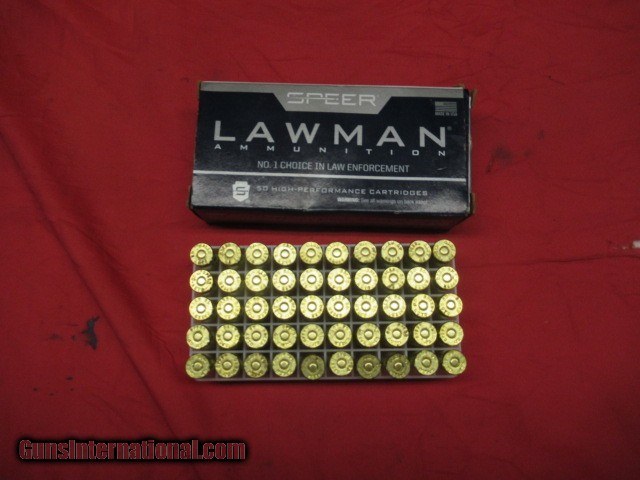 SPEER
LAWMAN®
AMMUNITION
NO. 1 CHOICE IN LAW ENFORCEMENT
50 HIGH-PERFORMANCE CARTRIDGES
GunsInternational.com